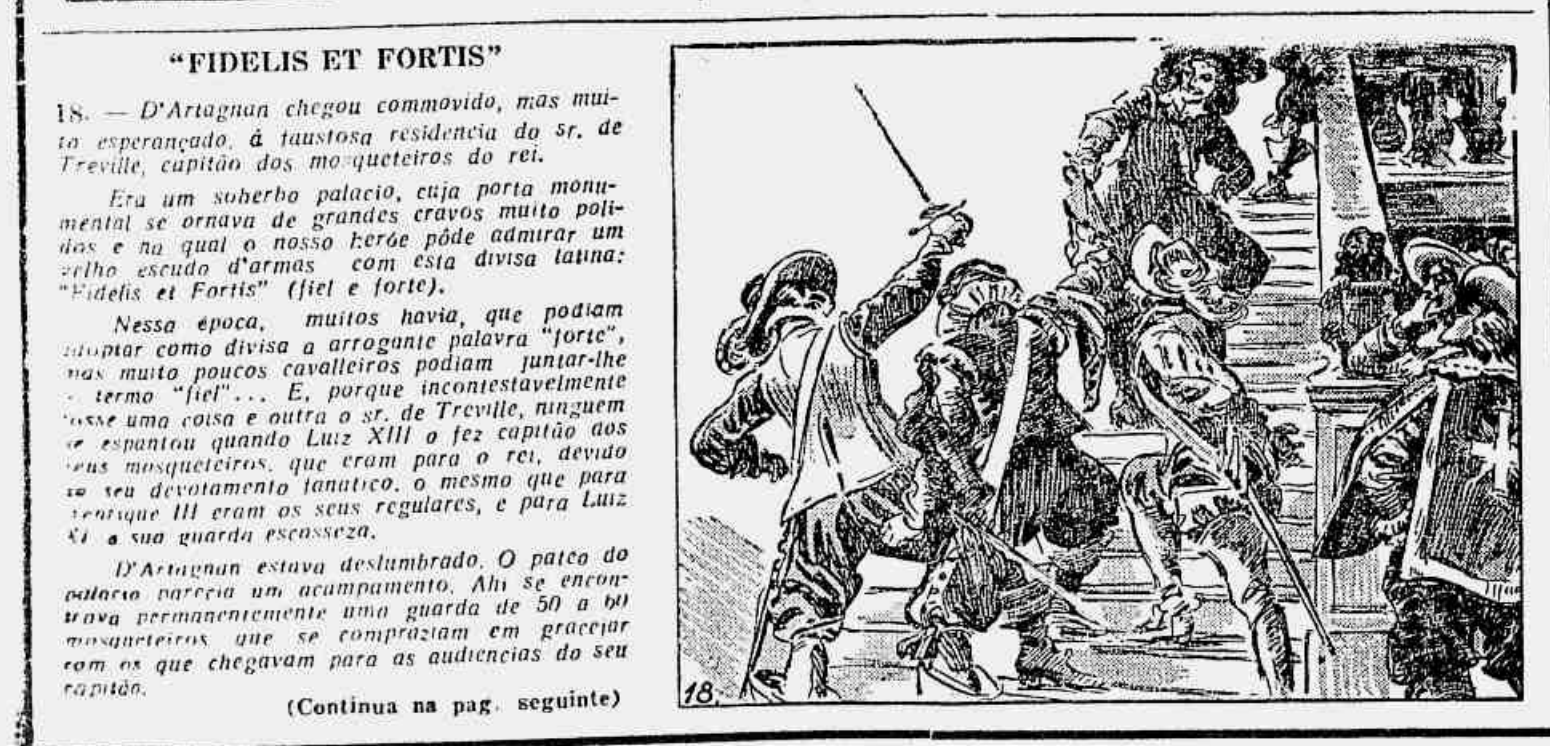 “FIDELIS ET FORTIS”
18. — D'Artagnan chegou commovido, mas mui-
to esperançado, á faustosa residencia do sr. de
Treville, capitão dos mosqueteiros do rei.
Era um soberbo palacio, cuja porta monu-
mental se ornava de grandes cravos muito poli-
dos e na qual o nosso heróe pôde admirar um
velho escudo d'armas com esta divisa latina:
"Fidelis et Fortis" (fiel e forte).
Nessa época, muitos havia, que podiam
adoptar como divisa a arrogante palavra "forte",
mas muito poucos cavalleiros podiam juntar-lhe
termo "fiel"... E, porque incontestavelmente
fosse uma coisa e outra o sr. de Treville, ninguem
se espantou quando Luiz XIII o fez capitão dos
seus mosqueteiros, que eram para o rei, devido
ao seu devotamento fanatico, o mesmo que para
Henrique III eram os seus regulares, e para Luiz
XI a sua guarda escosseza.
D'Artagnan estava deslumbrado. O pateo do
palacio parecia um acampamento. Ahi se encon-
trava permanentemente uma guarda de 50 a 60
mosqueteiros que se compraziam em gracejar
com os que chegavam para as audiencias do seu
capitão.
(Continua na pag. seguinte)
18.